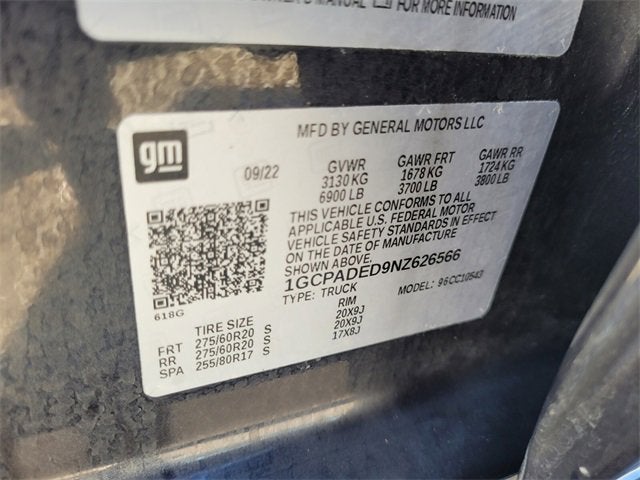 OWNER'S MANUAL FOR MORE INFORMATION
gm
MFD BY GENERAL MOTORS LLC
09/22 GVWR GAWR FRT GAWR RR
3130 KG 1678 KG 1724 KG
6900 LB 3700 LB 3800 LB
THIS VEHICLE CONFORMS TO ALL
APPLICABLE U.S. FEDERAL MOTOR
VEHICLE SAFETY STANDARDS IN EFFECT
ON THE DATE OF MANUFACTURE
SHOWN ABOVE.
1GCPADED9NZ626566
TYPE: TRUCK MODEL: 96CC10543
618G
TIRE SIZE RIM
FRT 275/60R20 S 20X9J
RR 275/60R20 S 20X9J
SPA 255/80R17 S 17X8J